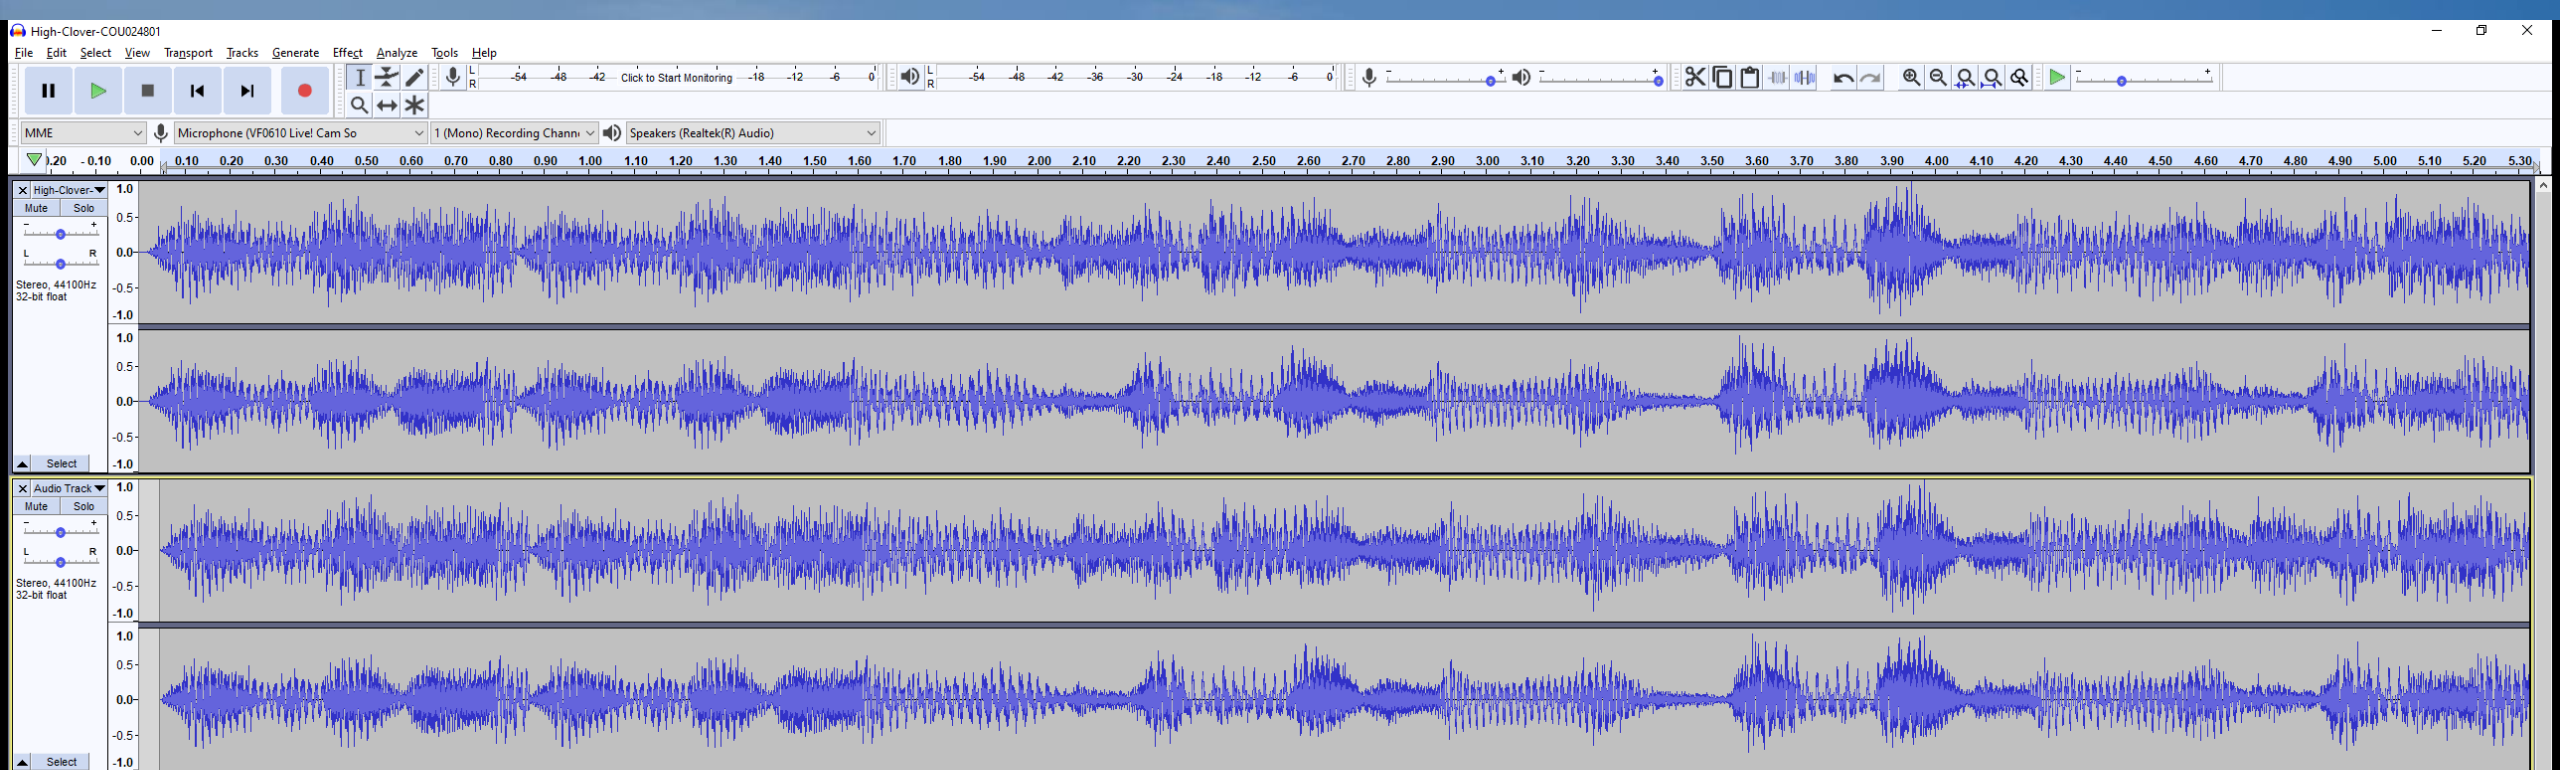 High-Clover-COU024801
File Edit Select View Transport Tracks Generate Effect Analyze Tools Help
L R -54 -48 -42 Click to Start Monitoring -18 -12 -6 0 L R -54 -48 -42 -36 -30 -24 -18 -12 -6 0 - + - + - +
MME Microphone (VF0610 Live! Cam So 1 (Mono) Recording Chann Speakers (Realtek(R) Audio)
).20 - 0.10 0.00 0.10 0.20 0.30 0.40 0.50 0.60 0.70 0.80 0.90 1.00 1.10 1.20 1.30 1.40 1.50 1.60 1.70 1.80 1.90 2.00 2.10 2.20 2.30 2.40 2.50 2.60 2.70 2.80 2.90 3.00 3.10 3.20 3.30 3.40 3.50 3.60 3.70 3.80 3.90 4.00 4.10 4.20 4.30 4.40 4.50 4.60 4.70 4.80 4.90 5.00 5.10 5.20 5.30
High-Clover- 1.0
Mute Solo 0.5
- +
L R 0.0
Stereo, 44100Hz -0.5
32-bit float
-1.0
1.0
0.5
0.0
-0.5
Select -1.0
Audio Track 1.0
Mute Solo 0.5
- +
L R 0.0
Stereo, 44100Hz -0.5
32-bit float
-1.0
1.0
0.5
0.0
-0.5
Select -1.0